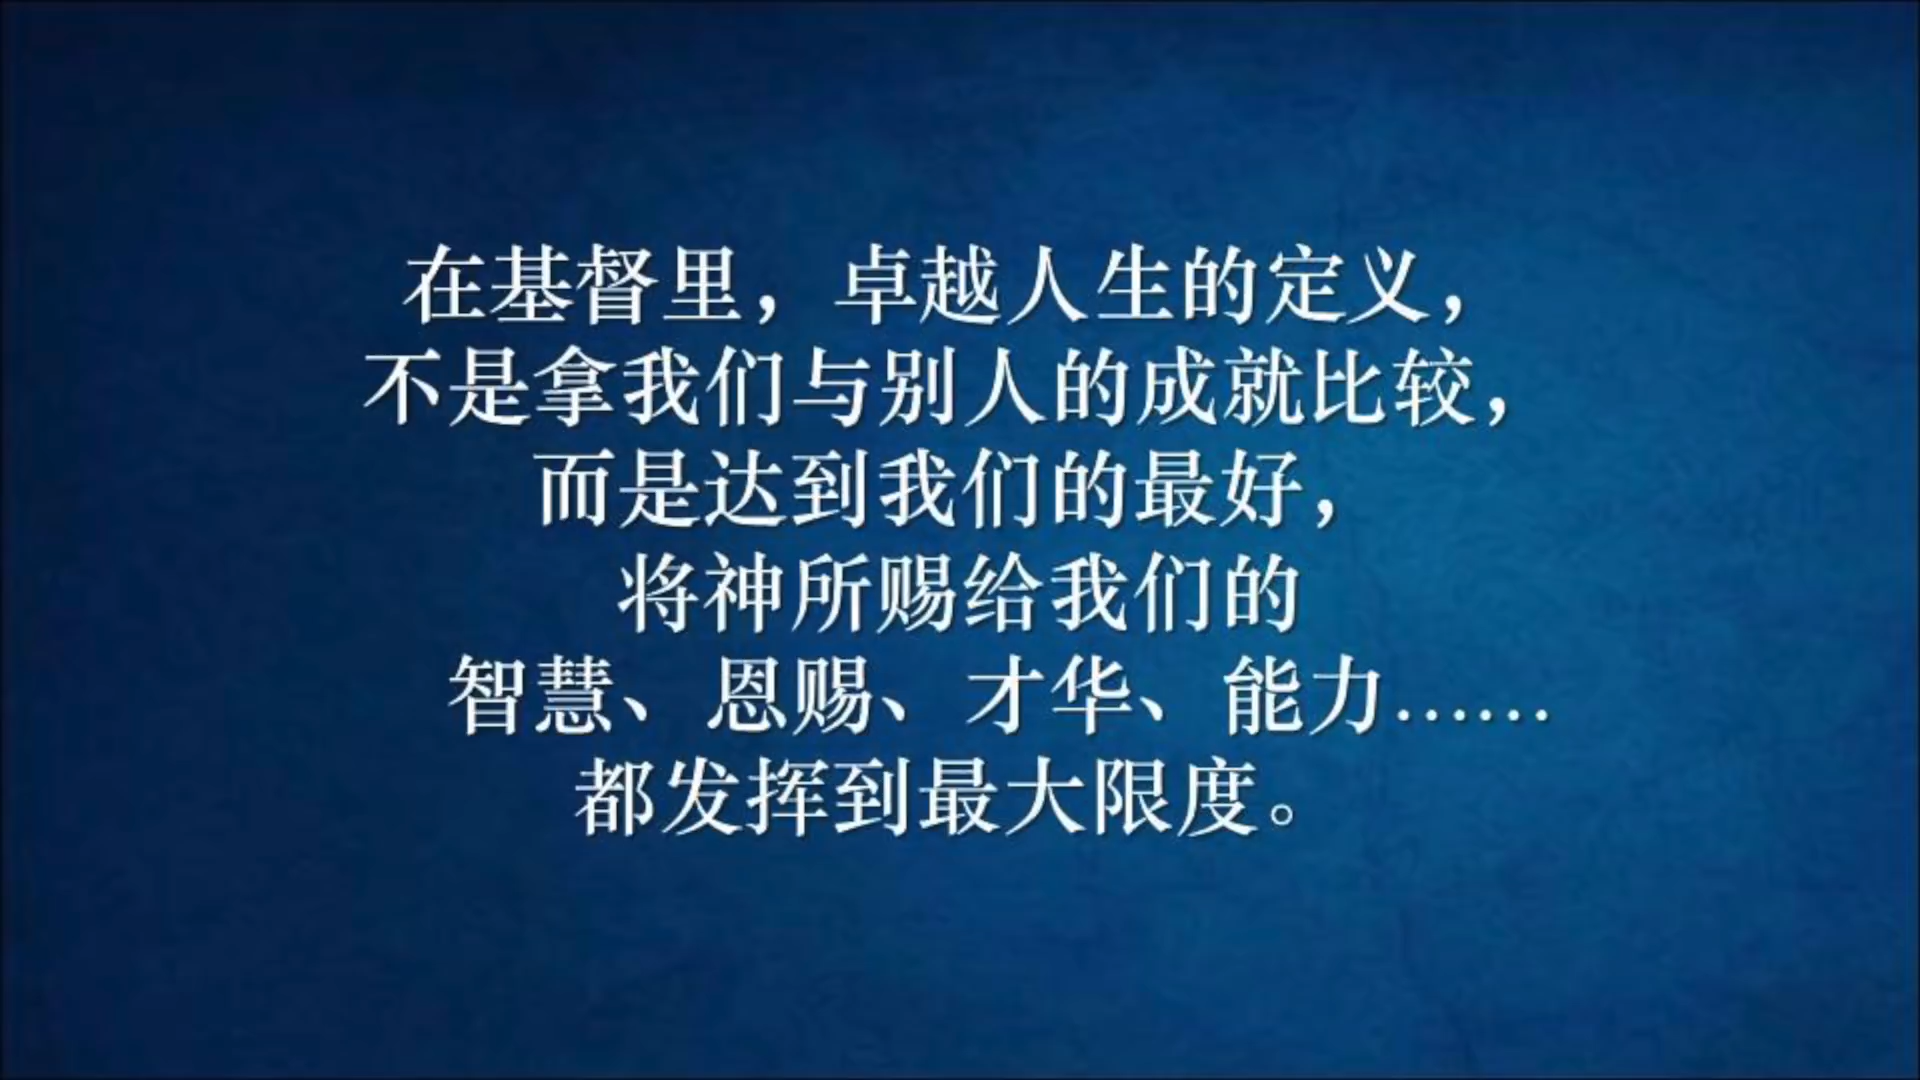 在基督里，卓越人生的定义，
不是拿我们与别人的成就比较，
而是达到我们的最好，
将神所赐给我们的
智慧、恩赐、才华、能力……
都发挥到最大限度。